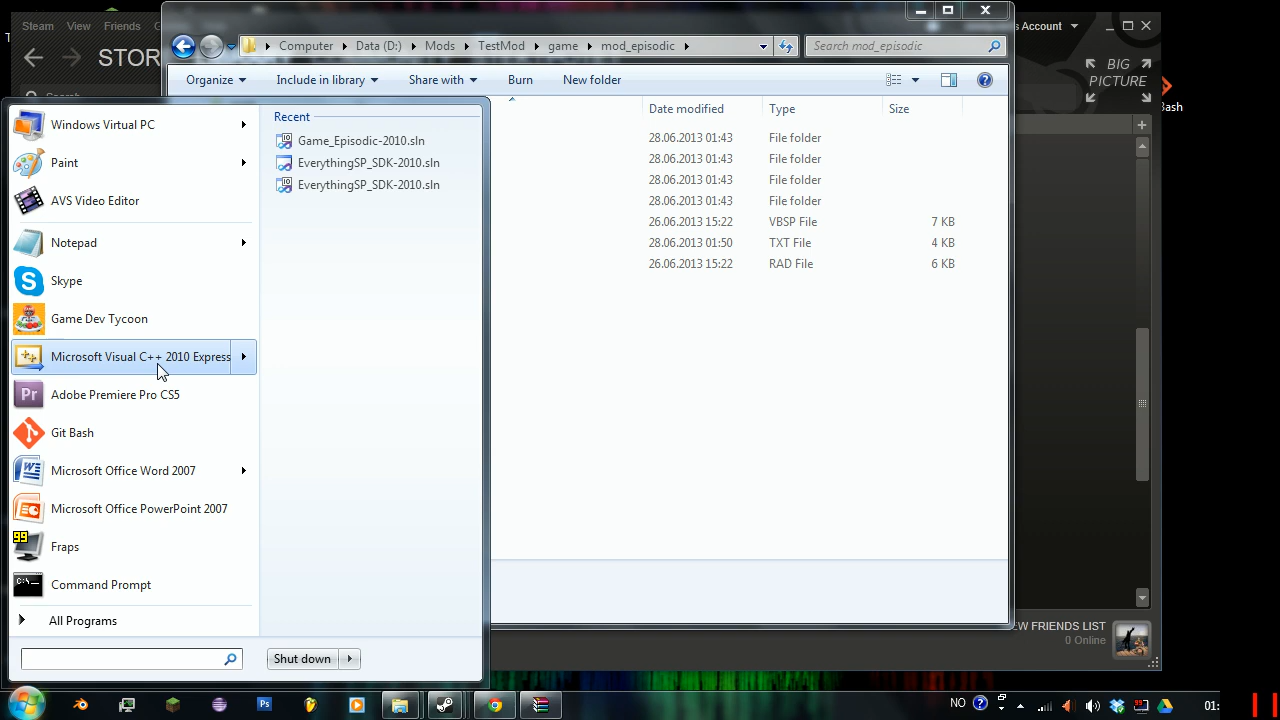 Steam View Friends
's Account
STOR
BIG
PICTURE
Computer Data (D:) Mods TestMod game mod_episodic
Search mod_episodic
Organize Include in library Share with Burn New folder
Date modified Type Size
28.06.2013 01:43 File folder
28.06.2013 01:43 File folder
28.06.2013 01:43 File folder
28.06.2013 01:43 File folder
26.06.2013 15:22 VBSP File 7 KB
28.06.2013 01:50 TXT File 4 KB
26.06.2013 15:22 RAD File 6 KB
Windows Virtual PC
Paint
AVS Video Editor
Notepad
Skype
Game Dev Tycoon
Microsoft Visual C++ 2010 Express
Adobe Premiere Pro CS5
Git Bash
Microsoft Office Word 2007
Microsoft Office PowerPoint 2007
Fraps
Command Prompt
All Programs
Recent
Game_Episodic-2010.sln
EverythingSP_SDK-2010.sln
EverythingSP_SDK-2010.sln
Shut down
EW FRIENDS LIST
0 Online
NO
01: